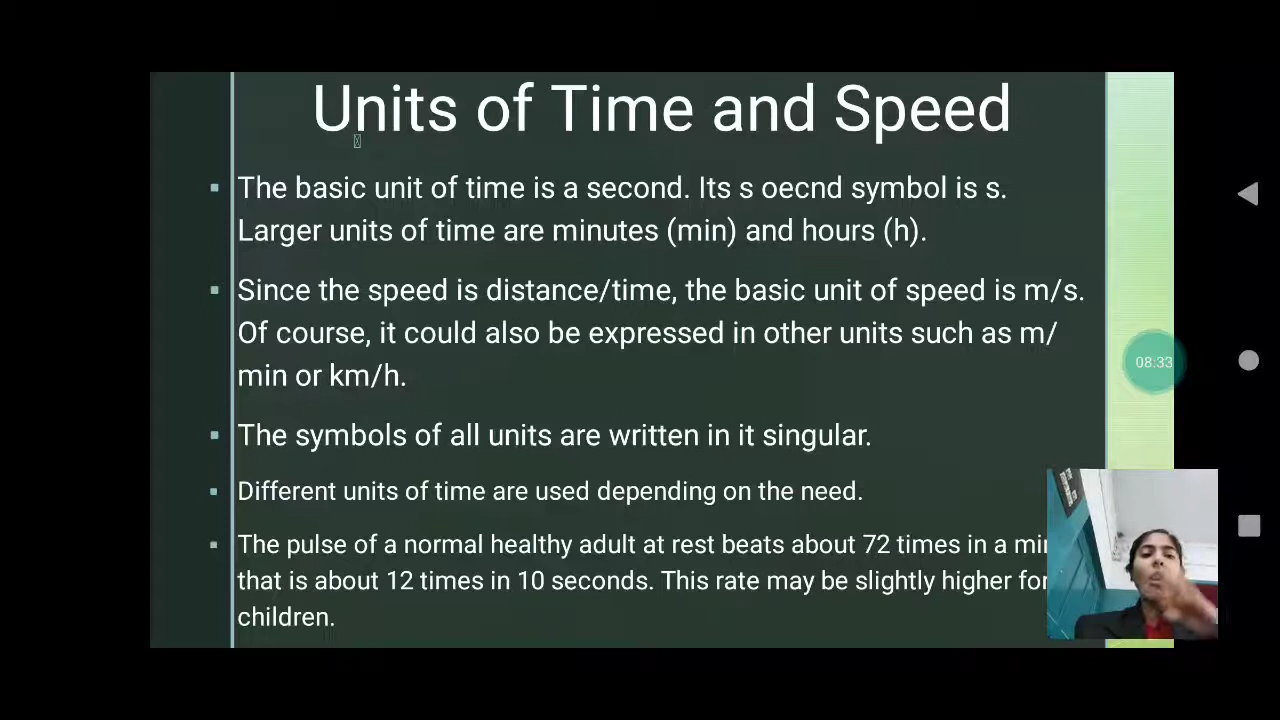 Units of Time and Speed
The basic unit of time is a second. Its s oecnd symbol is s.
Larger units of time are minutes (min) and hours (h).
Since the speed is distance/time, the basic unit of speed is m/s.
Of course, it could also be expressed in other units such as m/
min or km/h.
08:33
The symbols of all units are written in it singular.
Different units of time are used depending on the need.
The pulse of a normal healthy adult at rest beats about 72 times in a
that is about 12 times in 10 seconds. This rate may be slightly higher for
children.